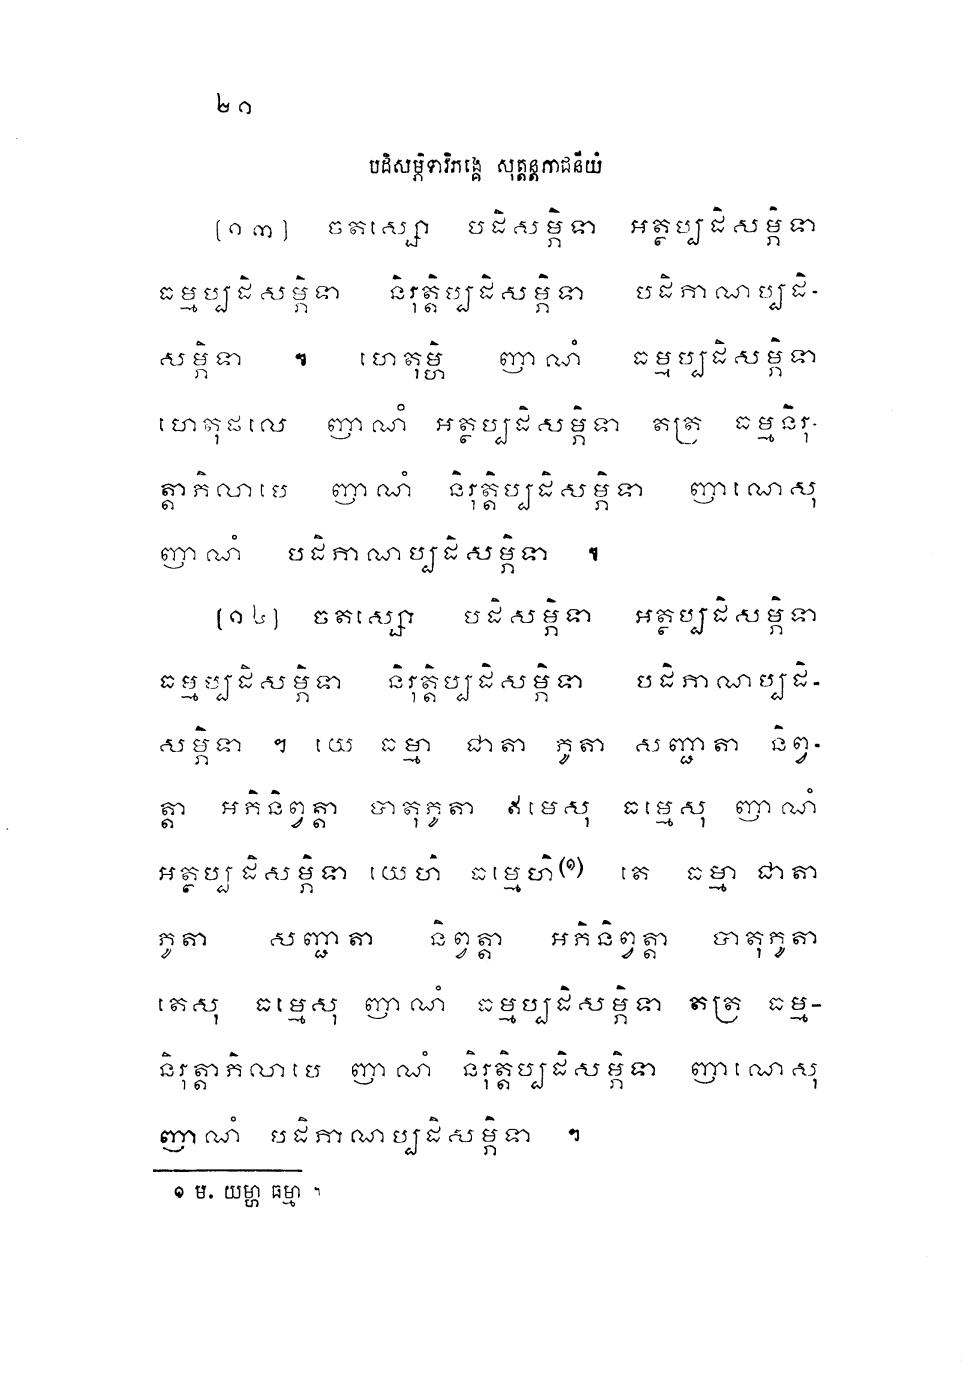 ២១
បដិសម្ភិទាវិភង្គេ សុត្តន្តភាជនីយំ
(១៣) ចតស្សោ បដិសម្ភិទា អត្ថប្បដិសម្ភិទា
ធម្មប្បដិសម្ភិទា និរុត្តិប្បដិសម្ភិទា បដិភាណប្បដិ-
សម្ភិទា ។ ហេតុម្ហិ ញាណំ ធម្មប្បដិសម្ភិទា
ហេតុផលេ ញាណំ អត្ថប្បដិសម្ភិទា តត្រ ធម្មនិរុ-
ត្តាភិលាបេ ញាណំ និរុត្តិប្បដិសម្ភិទា ញាណេសុ
ញាណំ បដិភាណប្បដិសម្ភិទា ។
(១៤) ចតស្សោ បដិសម្ភិទា អត្ថប្បដិសម្ភិទា
ធម្មប្បដិសម្ភិទា និរុត្តិប្បដិសម្ភិទា បដិភាណប្បដិ-
សម្ភិទា ។ យេ ធម្មា ជាតា ភូតា សញ្ជាតា និព្វ-
ត្តា អភិនិព្វត្តា បាតុភូតា ឥមេសុ ធម្មេសុ ញាណំ
អត្ថប្បដិសម្ភិទា យេហិ ធម្មេហិ(១) តេ ធម្មា ជាតា
ភូតា សញ្ជាតា និព្វត្តា អភិនិព្វត្តា បាតុភូតា
តេសុ ធម្មេសុ ញាណំ ធម្មប្បដិសម្ភិទា តត្រ ធម្ម-
និរុត្តាភិលាបេ ញាណំ និរុត្តិប្បដិសម្ភិទា ញាណេសុ
ញាណំ បដិភាណប្បដិសម្ភិទា ។
១ ម. យម្ហា ធម្មា ។